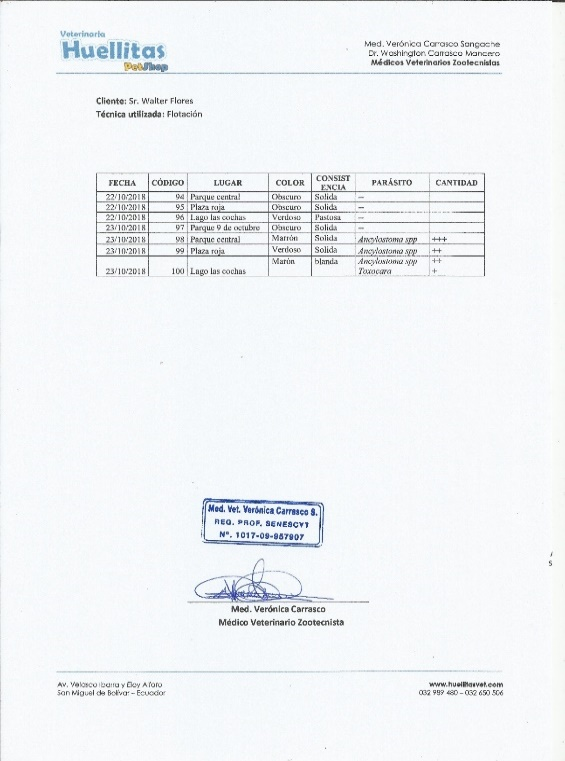 Veterinaria
Huellitas
PetShop
Med. Verónica Carrasco Sangache
Dr. Washington Carrasco Mancero
Médicos Veterinarios Zootecnistas
Cliente: Sr. Walter Flores
Técnica utilizada: Flotación
FECHA CÓDIGO LUGAR COLOR CONSIST ENCIA PARÁSITO CANTIDAD
22/10/2018 94 Parque central Obscuro Solida --
22/10/2018 95 Plaza roja Obscuro Solida --
22/10/2018 96 Lago las cochas Verdoso Pastosa --
23/10/2018 97 Parque 9 de octubre Obscuro Solida --
23/10/2018 98 Parque central Marrón Solida Ancylostoma spp +++
23/10/2018 99 Plaza roja Verdoso Solida Ancylostoma spp ++
Marón blanda Ancylostoma spp ++
23/10/2018 100 Lago las cochas Toxocara +
Med. Vet. Verónica Carrasco S.
REG. PROF. SENESCYT
Nº. 1017-09-957907
Med. Verónica Carrasco
Médico Veterinario Zootecnista
Av. Velasco Ibarra y Eloy Alfaro
San Miguel de Bolívar – Ecuador
www.huellitasvet.com
032 989 480 – 032 650 506